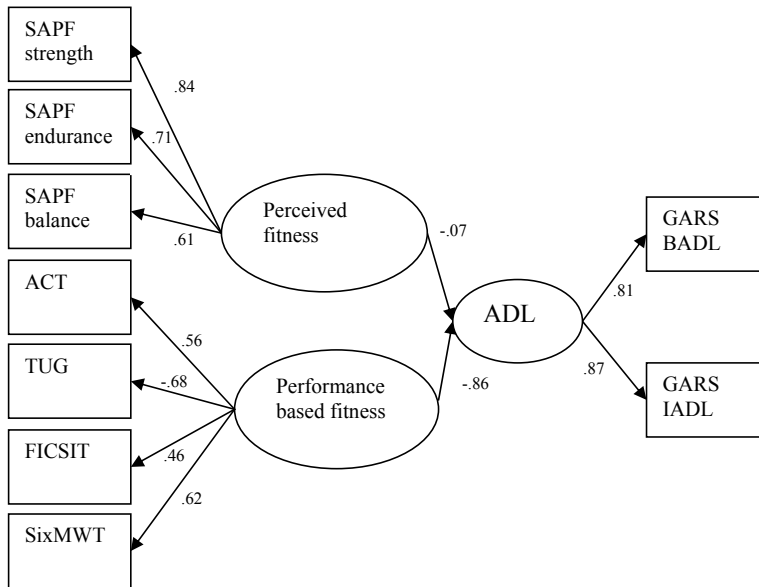 SAPF
strength
.84
SAPF
endurance
.71
SAPF
balance
.61
Perceived
fitness
-.07
ACT
.56
TUG
-.68
FICSIT
.46
SixMWT
.62
Performance
based fitness
-.86
ADL
.81
GARS
BADL
.87
GARS
IADL